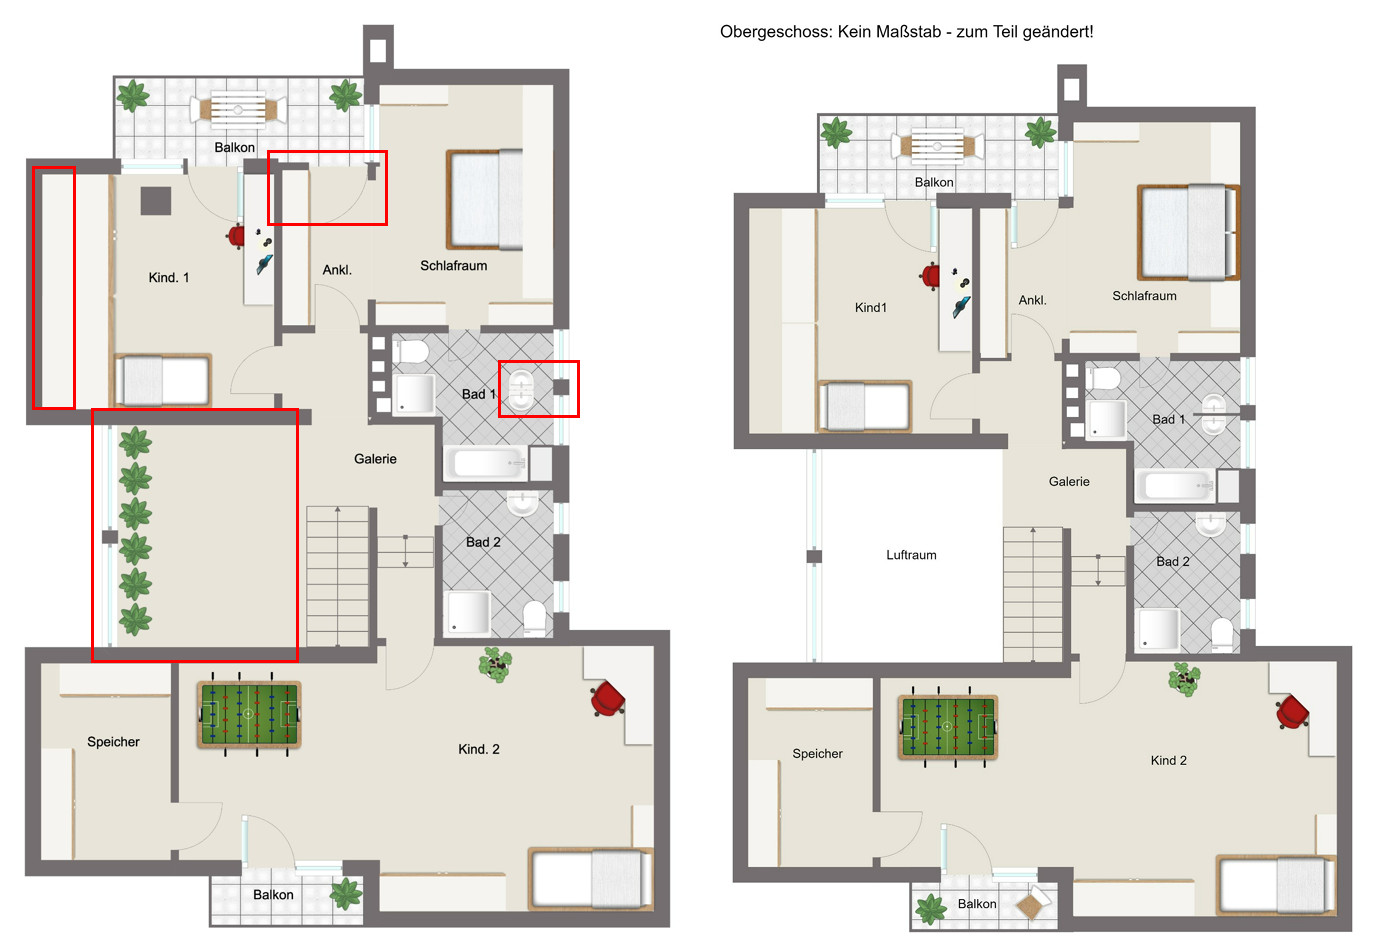 Obergeschoss: Kein Maßstab - zum Teil geändert!
Balkon
Kind. 1
Ankl.
Schlafraum
Bad 1
Galerie
Bad 2
Speicher
Kind. 2
Balkon
Balkon
Kind1
Ankl.
Schlafraum
Bad 1
Galerie
Luftraum
Bad 2
Speicher
Kind 2
Balkon